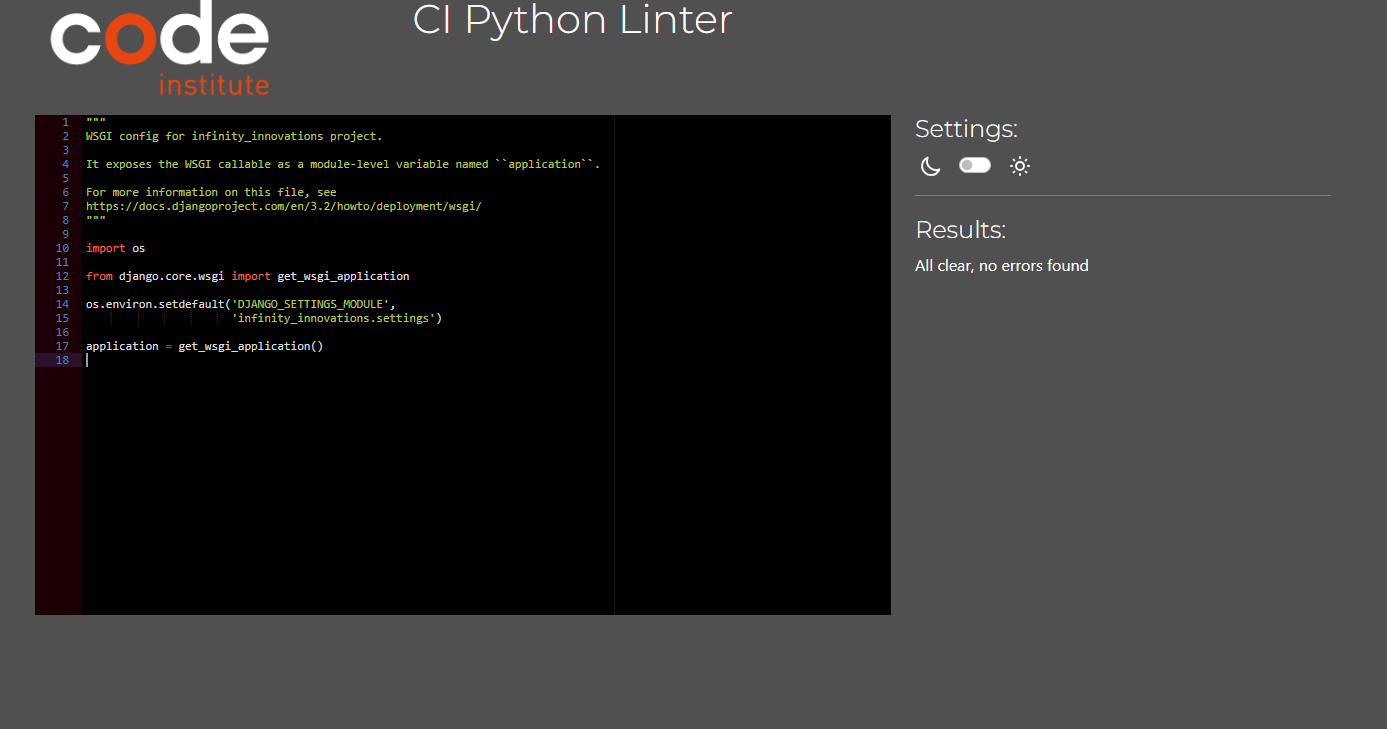 code
institute
CI Python Linter
1 """
2 WSGI config for infinity_innovations project.
3
4 It exposes the WSGI callable as a module-level variable named ``application``.
5
6 For more information on this file, see
7 https://docs.djangoproject.com/en/3.2/howto/deployment/wsgi/
8 """
9
10 import os
11
12 from django.core.wsgi import get_wsgi_application
13
14 os.environ.setdefault('DJANGO_SETTINGS_MODULE',
15                       'infinity_innovations.settings')
16
17 application = get_wsgi_application()
18
Settings:
Results:
All clear, no errors found